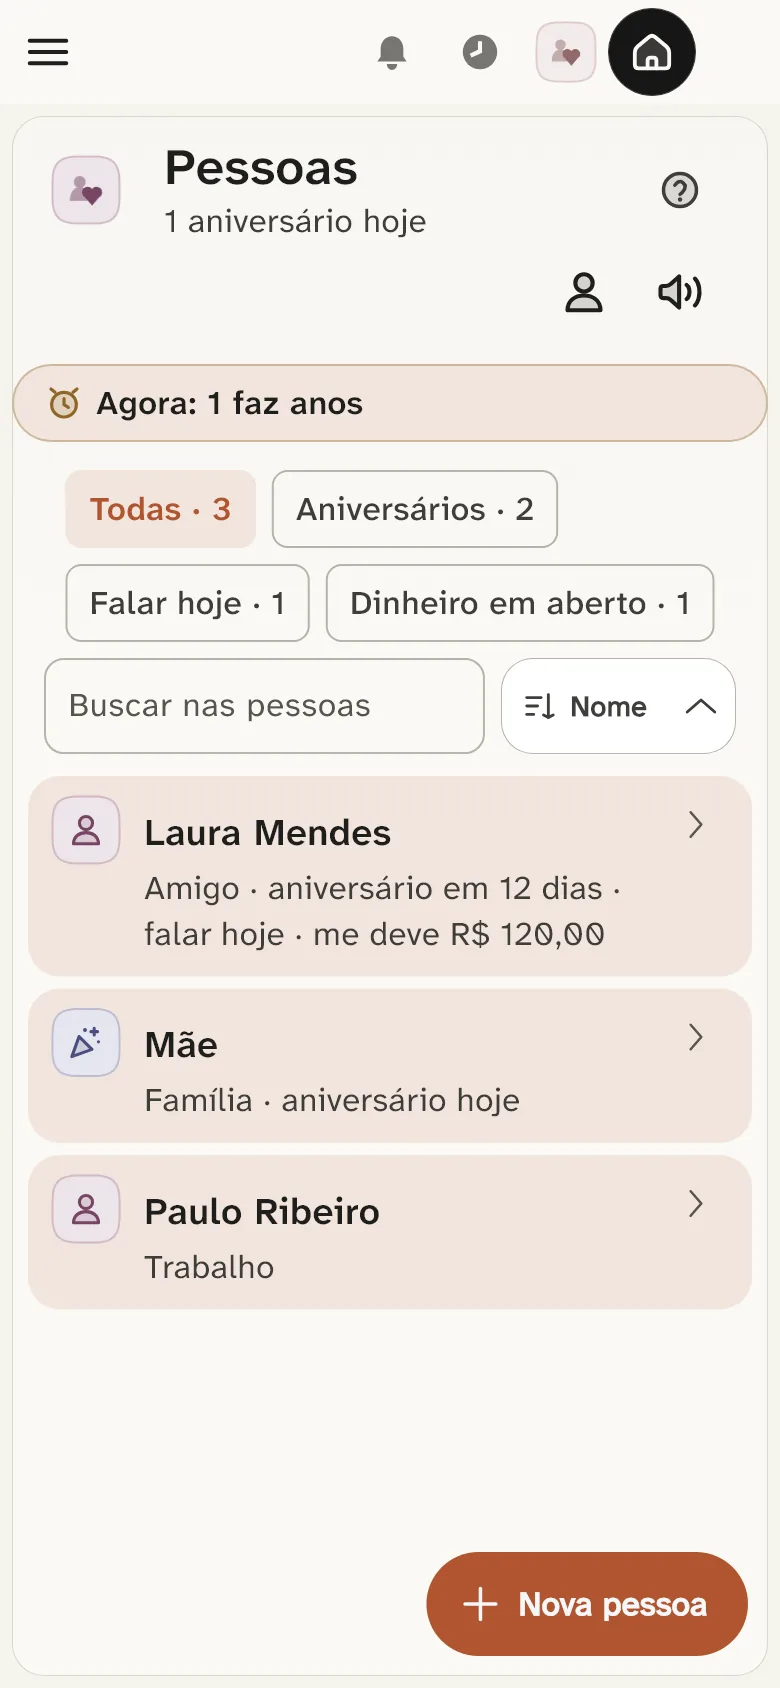 Pessoas
1 aniversário hoje
Agora: 1 faz anos
Todas · 3
Aniversários · 2
Falar hoje · 1
Dinheiro em aberto · 1
Buscar nas pessoas
Nome
Laura Mendes
Amigo · aniversário em 12 dias ·
falar hoje · me deve R$ 120,00
Mãe
Família · aniversário hoje
Paulo Ribeiro
Trabalho
Nova pessoa